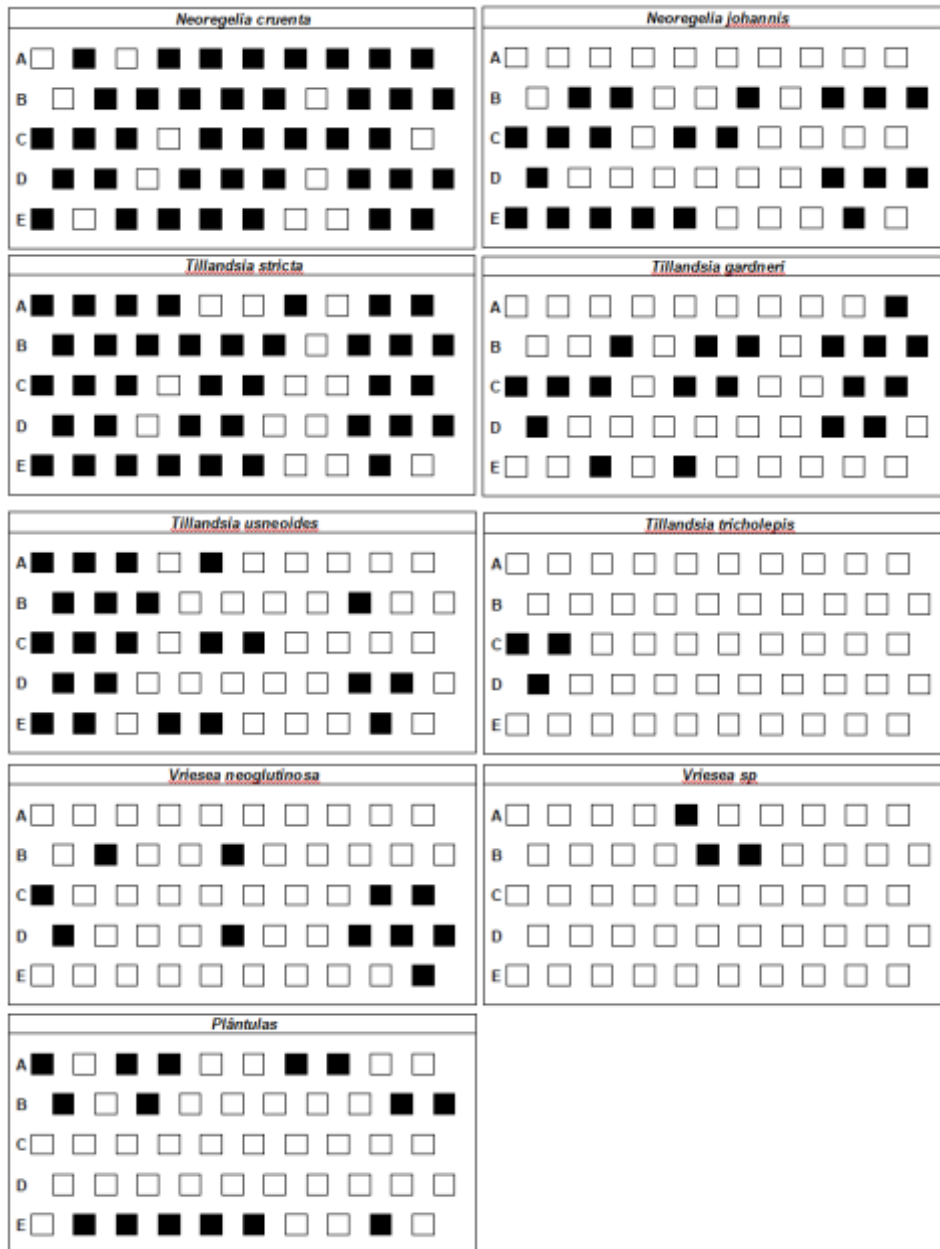 Neoregelia cruenta
A
B
C
D
E
Neoregelia johannis
A
B
C
D
E
Tillandsia stricta
A
B
C
D
E
Tillandsia gardneri
A
B
C
D
E
Tillandsia usneoides
A
B
C
D
E
Tillandsia tricholepis
A
B
C
D
E
Vriesea neoglutinosa
A
B
C
D
E
Vriesea sp
A
B
C
D
E
Plântulas
A
B
C
D
E